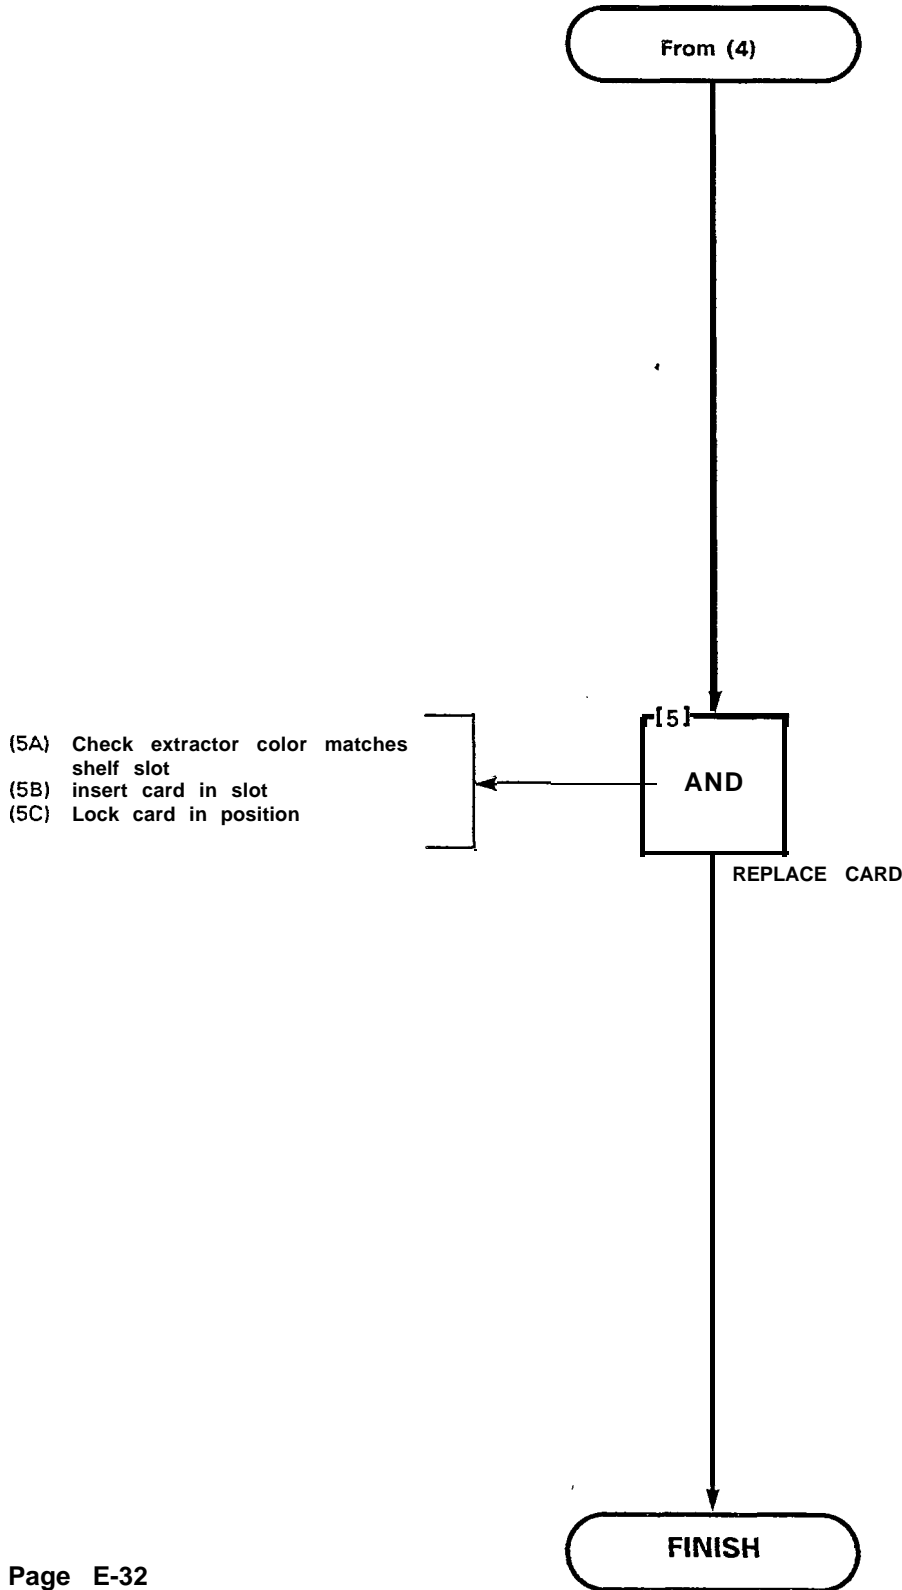 From (4)
[5]
(5A) Check extractor color matches
shelf slot
(5B) insert card in slot
(5C) Lock card in position
AND
REPLACE CARD
FINISH
Page E-32